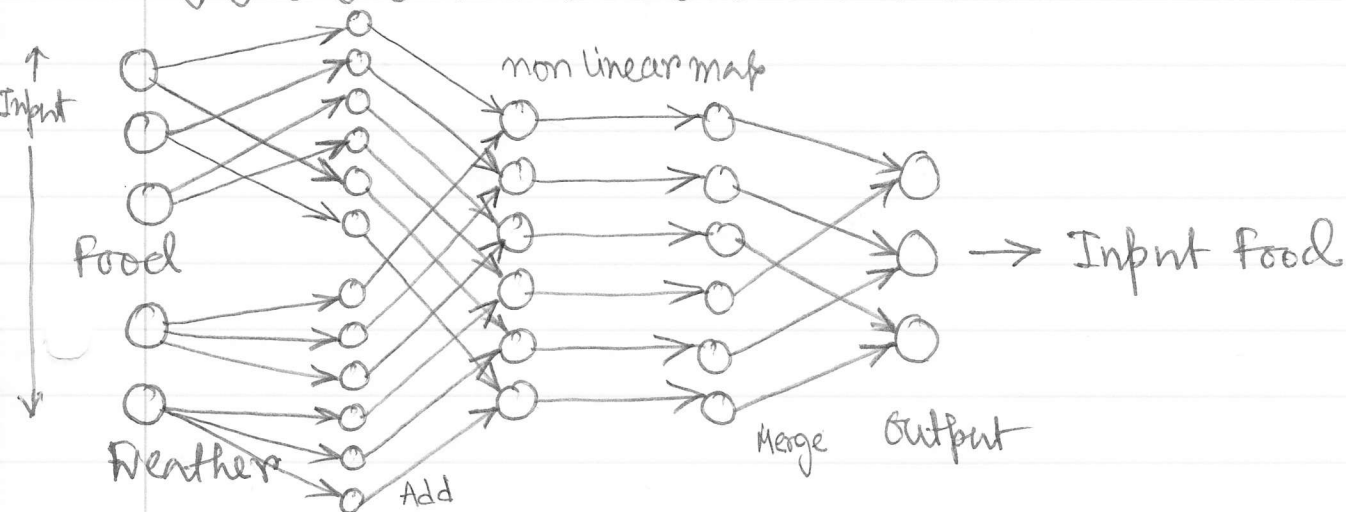 Input
non linear map
Food
→ Input Food
Weather
Add
Merge
Output